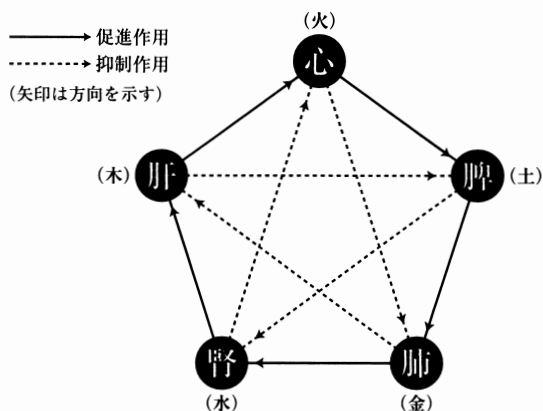 促進作用
抑制作用
(矢印は方向を示す)
(火)
心
(木)
肝
脾
(土)
腎
(水)
肺
(金)